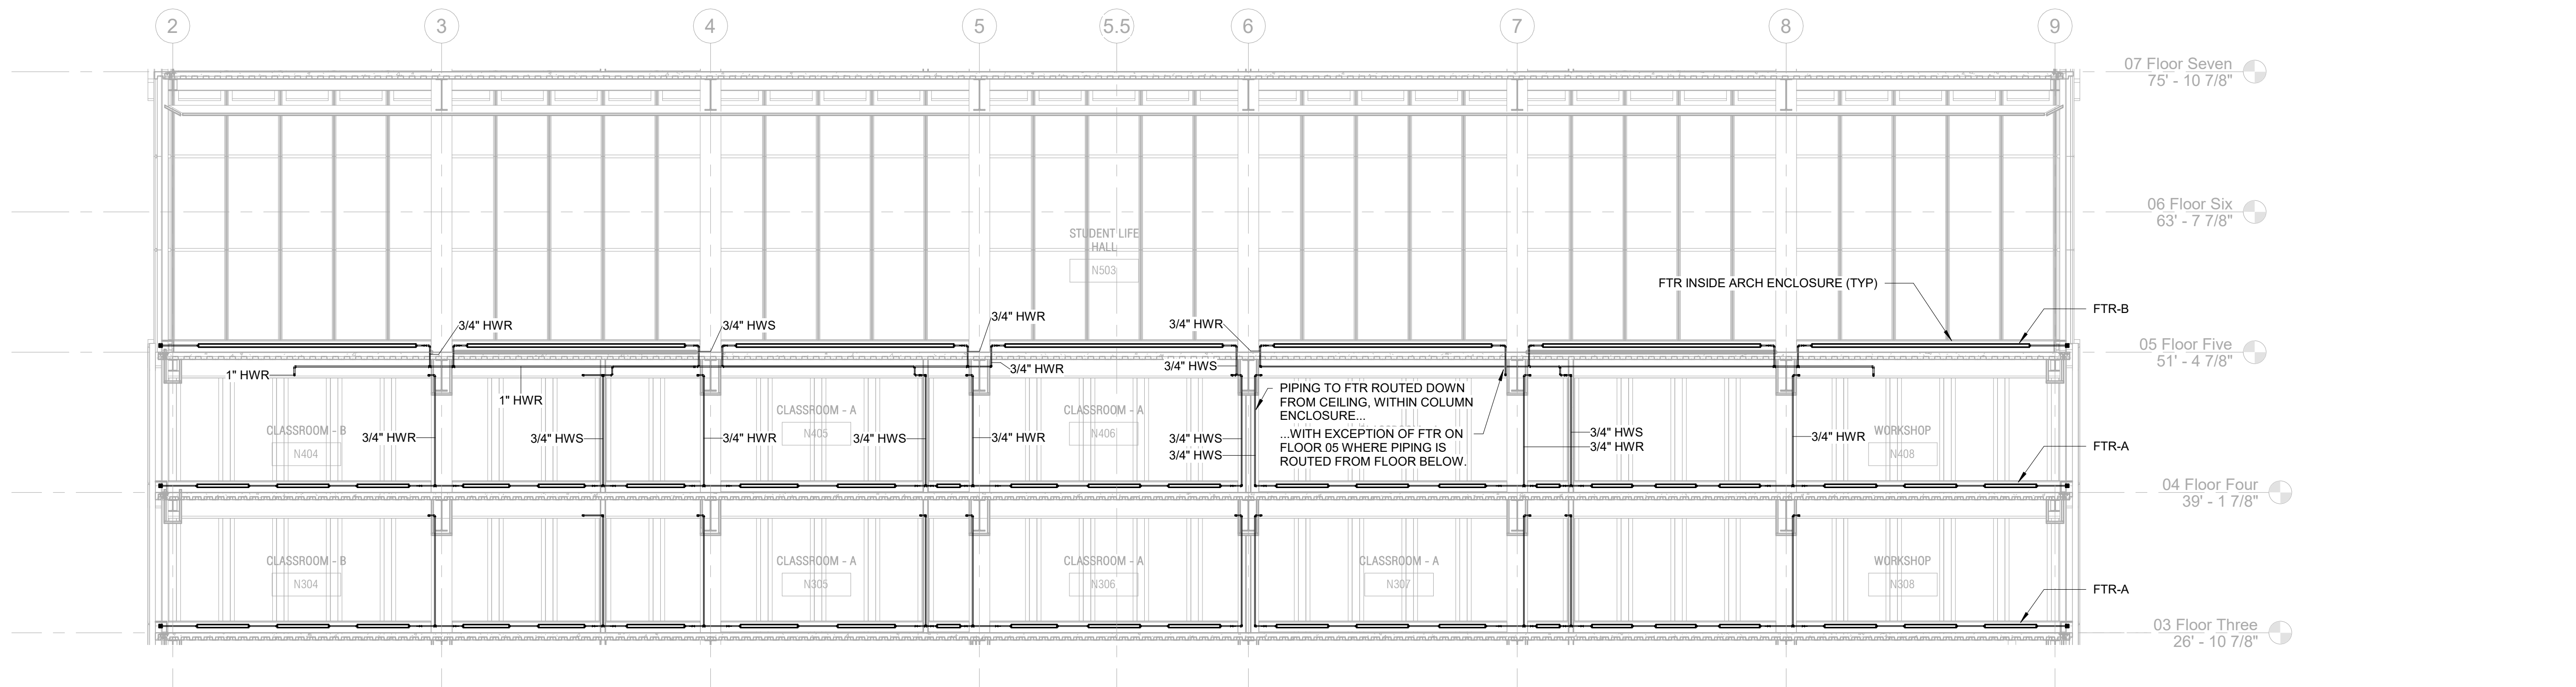 2
3
4
5
5.5
6
7
8
9
07 Floor Seven
75' - 10 7/8"
06 Floor Six
63' - 7 7/8"
STUDENT LIFE
HALL
N503
FTR INSIDE ARCH ENCLOSURE (TYP)
FTR-B
3/4" HWR
3/4" HWS
3/4" HWR
3/4" HWR
05 Floor Five
51' - 4 7/8"
1" HWR
1" HWR
3/4" HWR
3/4" HWS
PIPING TO FTR ROUTED DOWN
FROM CEILING, WITHIN COLUMN
ENCLOSURE...
...WITH EXCEPTION OF FTR ON
FLOOR 05 WHERE PIPING IS
ROUTED FROM FLOOR BELOW.
CLASSROOM - B
N404
CLASSROOM - A
N405
CLASSROOM - A
N406
WORKSHOP
N408
3/4" HWR
3/4" HWS
3/4" HWR
3/4" HWS
3/4" HWR
3/4" HWS
3/4" HWS
3/4" HWS
3/4" HWR
3/4" HWR
FTR-A
04 Floor Four
39' - 1 7/8"
CLASSROOM - B
N304
CLASSROOM - A
N305
CLASSROOM - A
N306
CLASSROOM - A
N307
WORKSHOP
N308
FTR-A
03 Floor Three
26' - 10 7/8"